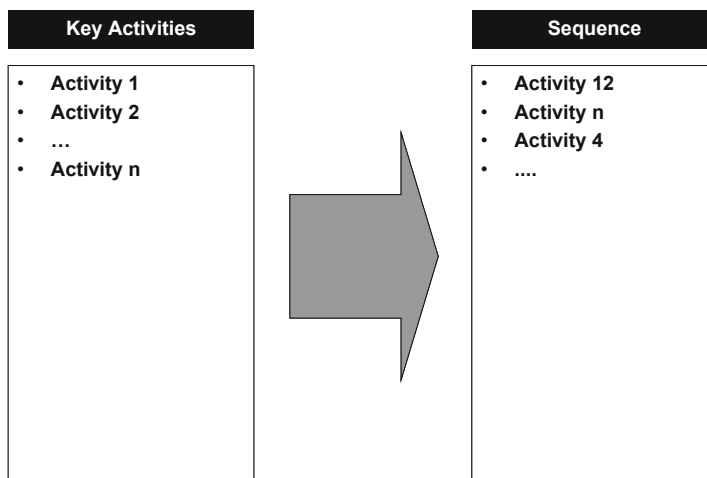 Key Activities
• Activity 1
• Activity 2
• …
• Activity n
Sequence
• Activity 12
• Activity n
• Activity 4
• ....